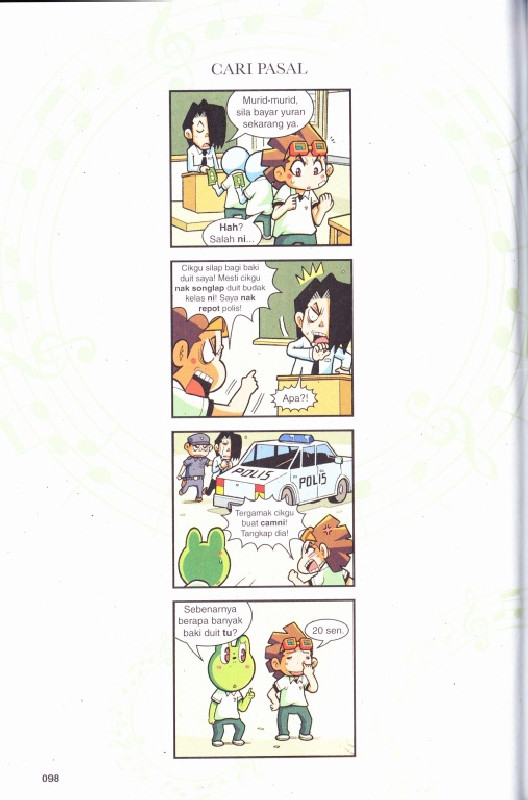 CARI PASAL
Murid-murid,
sila bayar yuran
sekarang ya.
Hah?
Salah ni...
Cikgu silap bagi baki
duit saya! Mesti cikgu
nak songlap duit budak
kelas ni! Saya nak
repot polis!
Apa?!
POLIS
POLIS
Tergamak cikgu
buat camni!
Tangkap dia!
Sebenarnya
berapa banyak
baki duit tu?
20 sen.
098